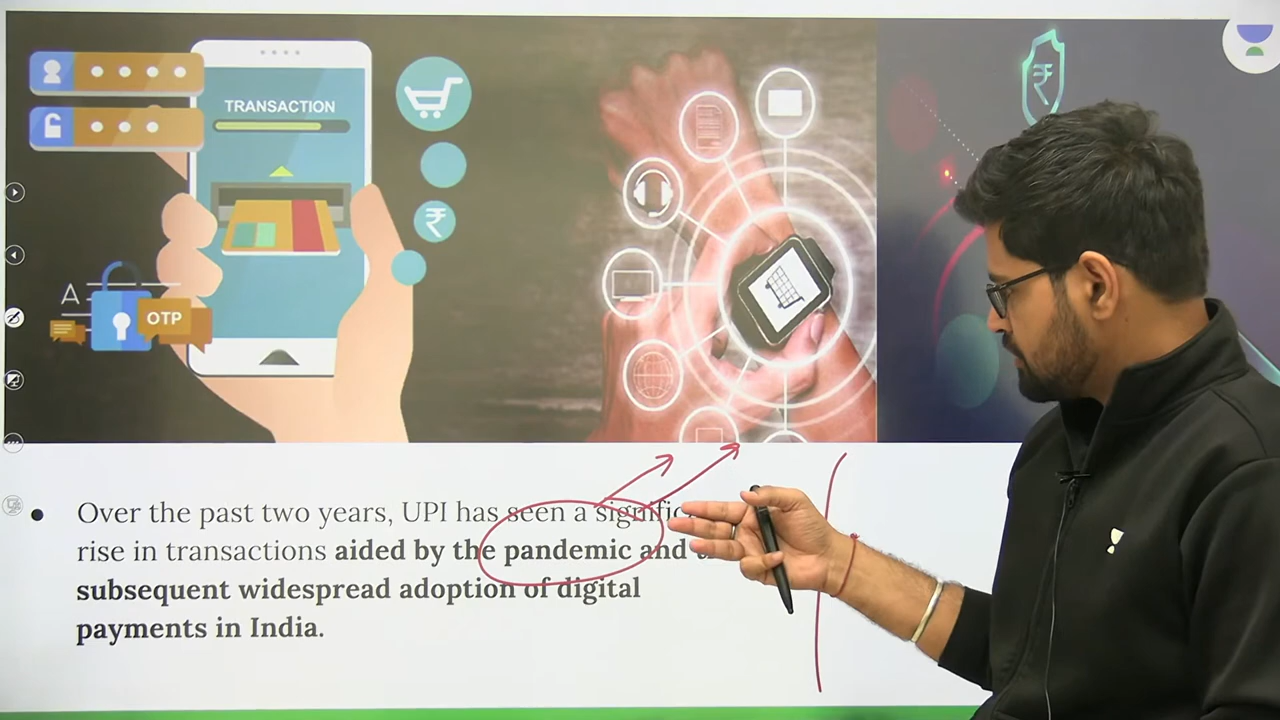 TRANSACTION
₹
₹
A
OTP
Over the past two years, UPI has seen a
rise in transactions aided by the pandemic and
subsequent widespread adoption of digital
payments in India.